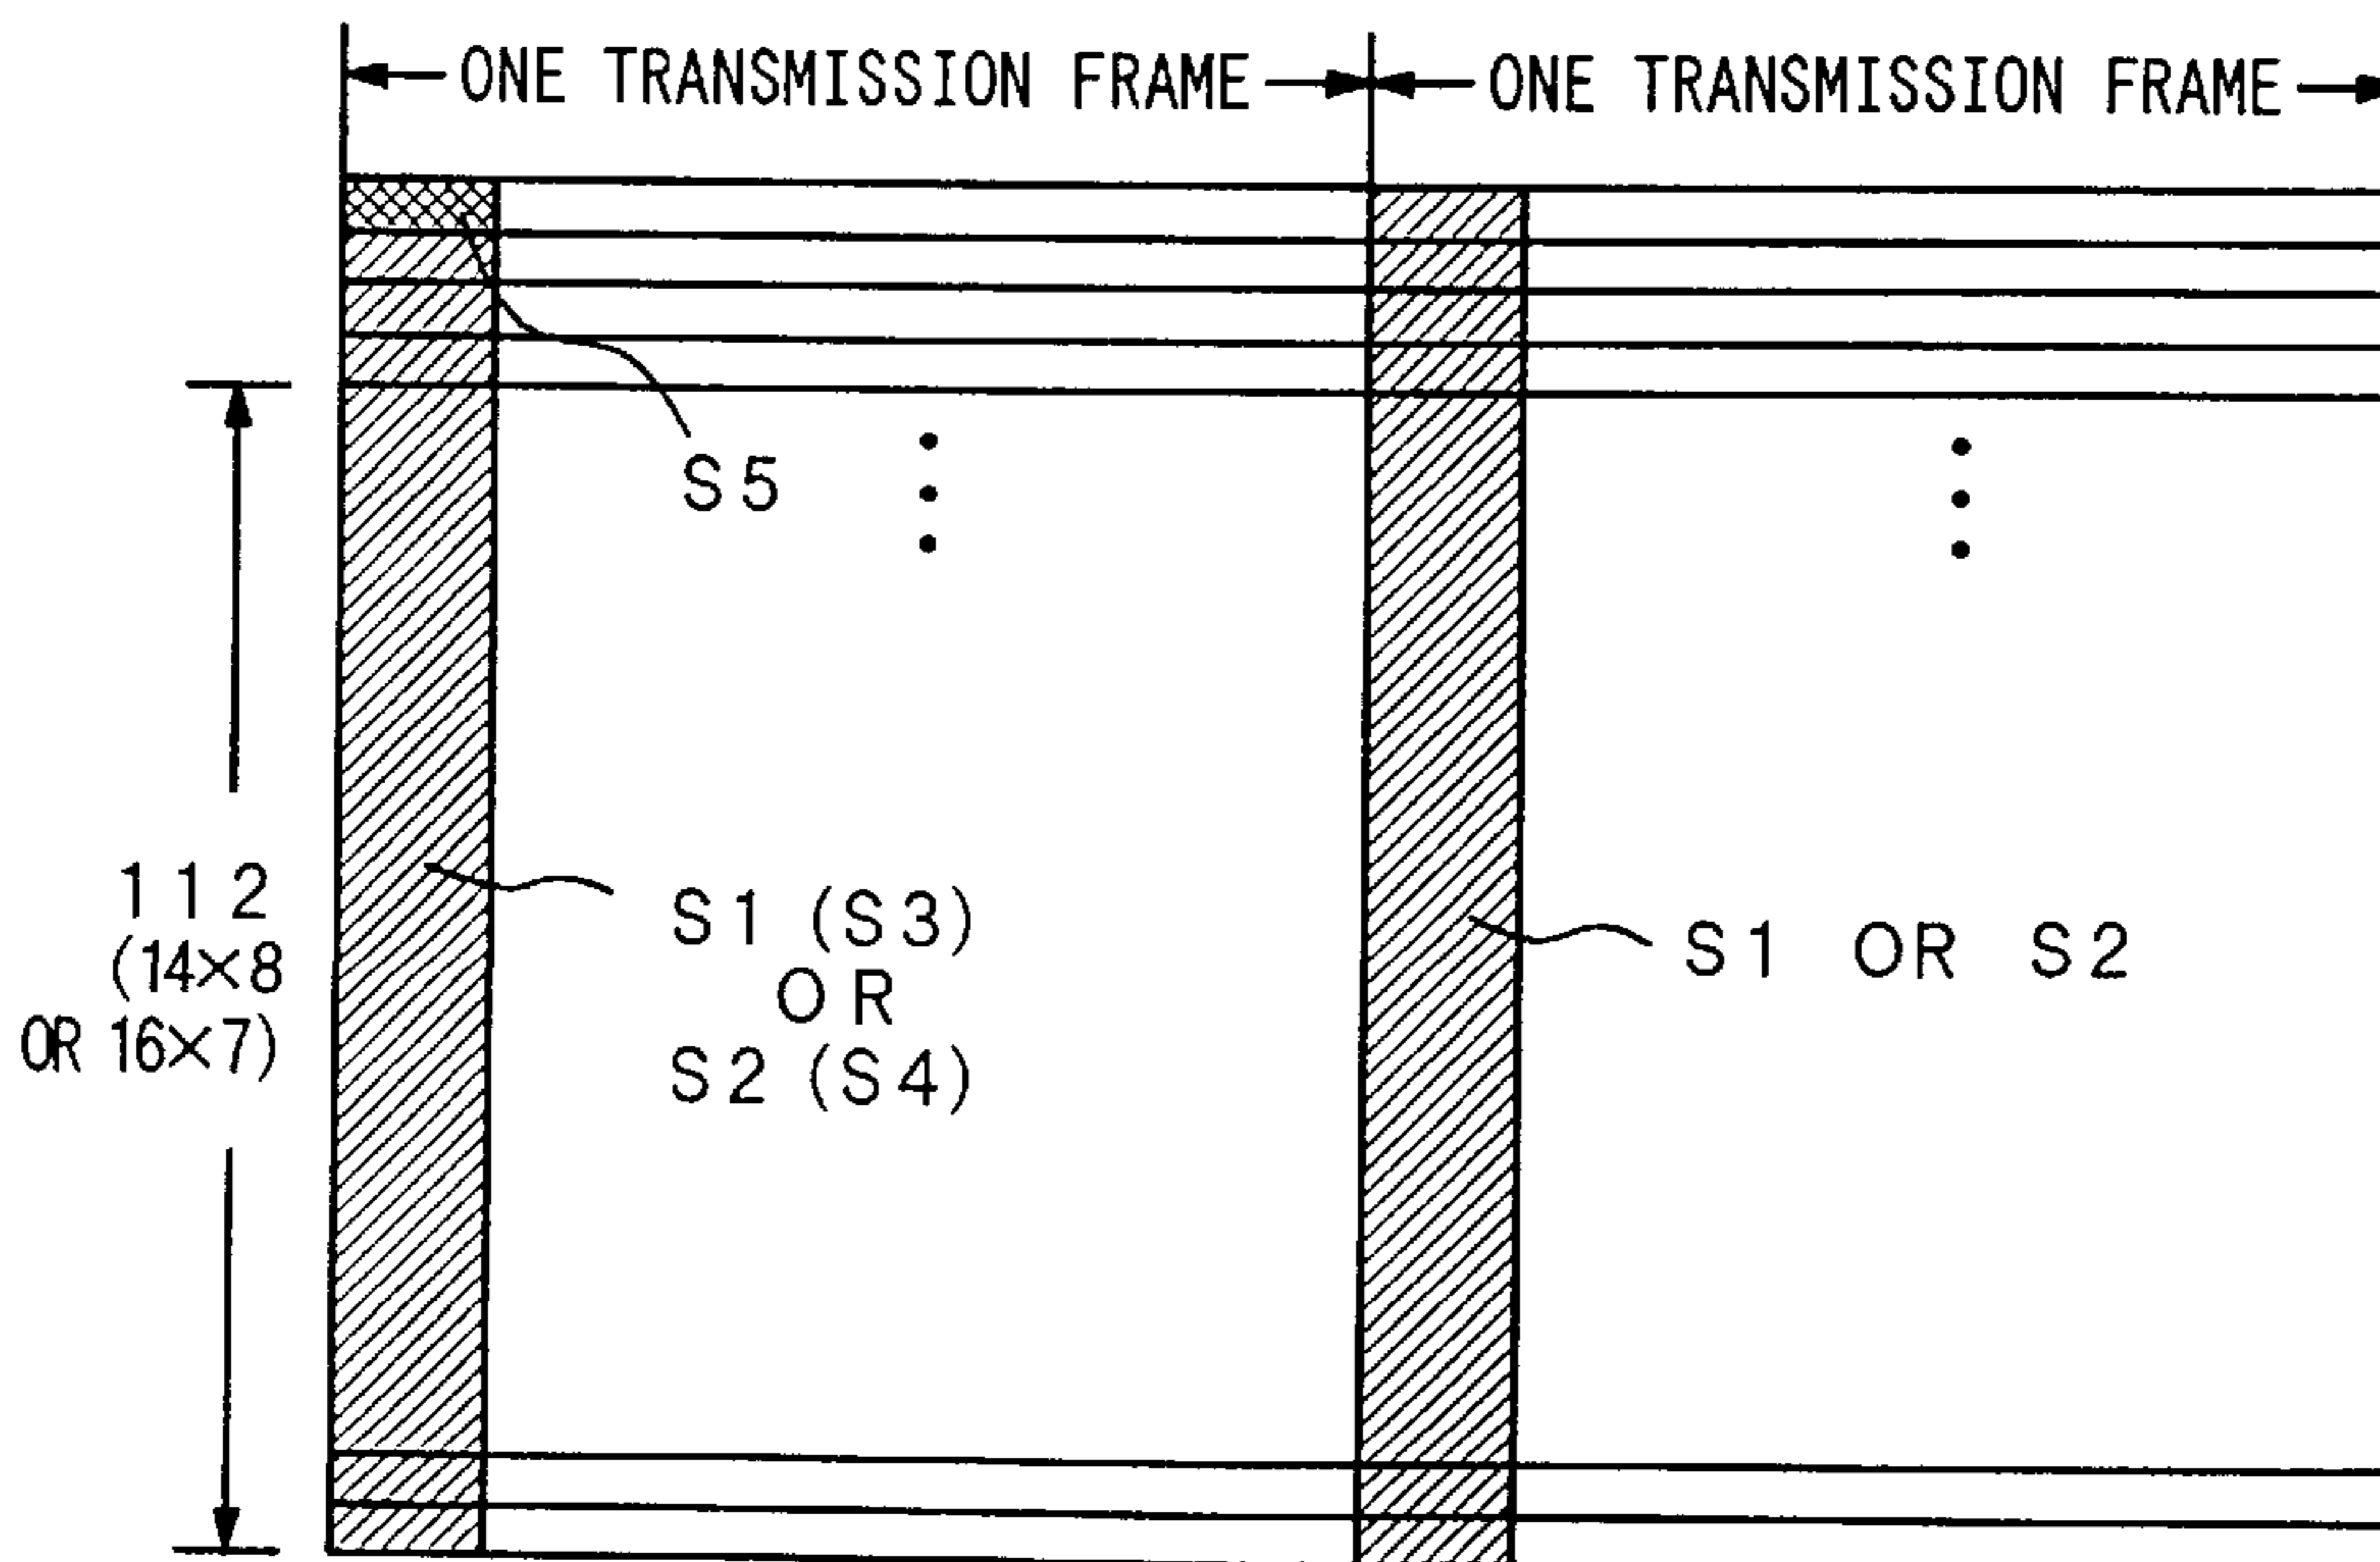 ONE TRANSMISSION FRAME
ONE TRANSMISSION FRAME
S5
112
(14×8
OR 16×7)
S1 (S3)
OR
S2 (S4)
S1 OR S2